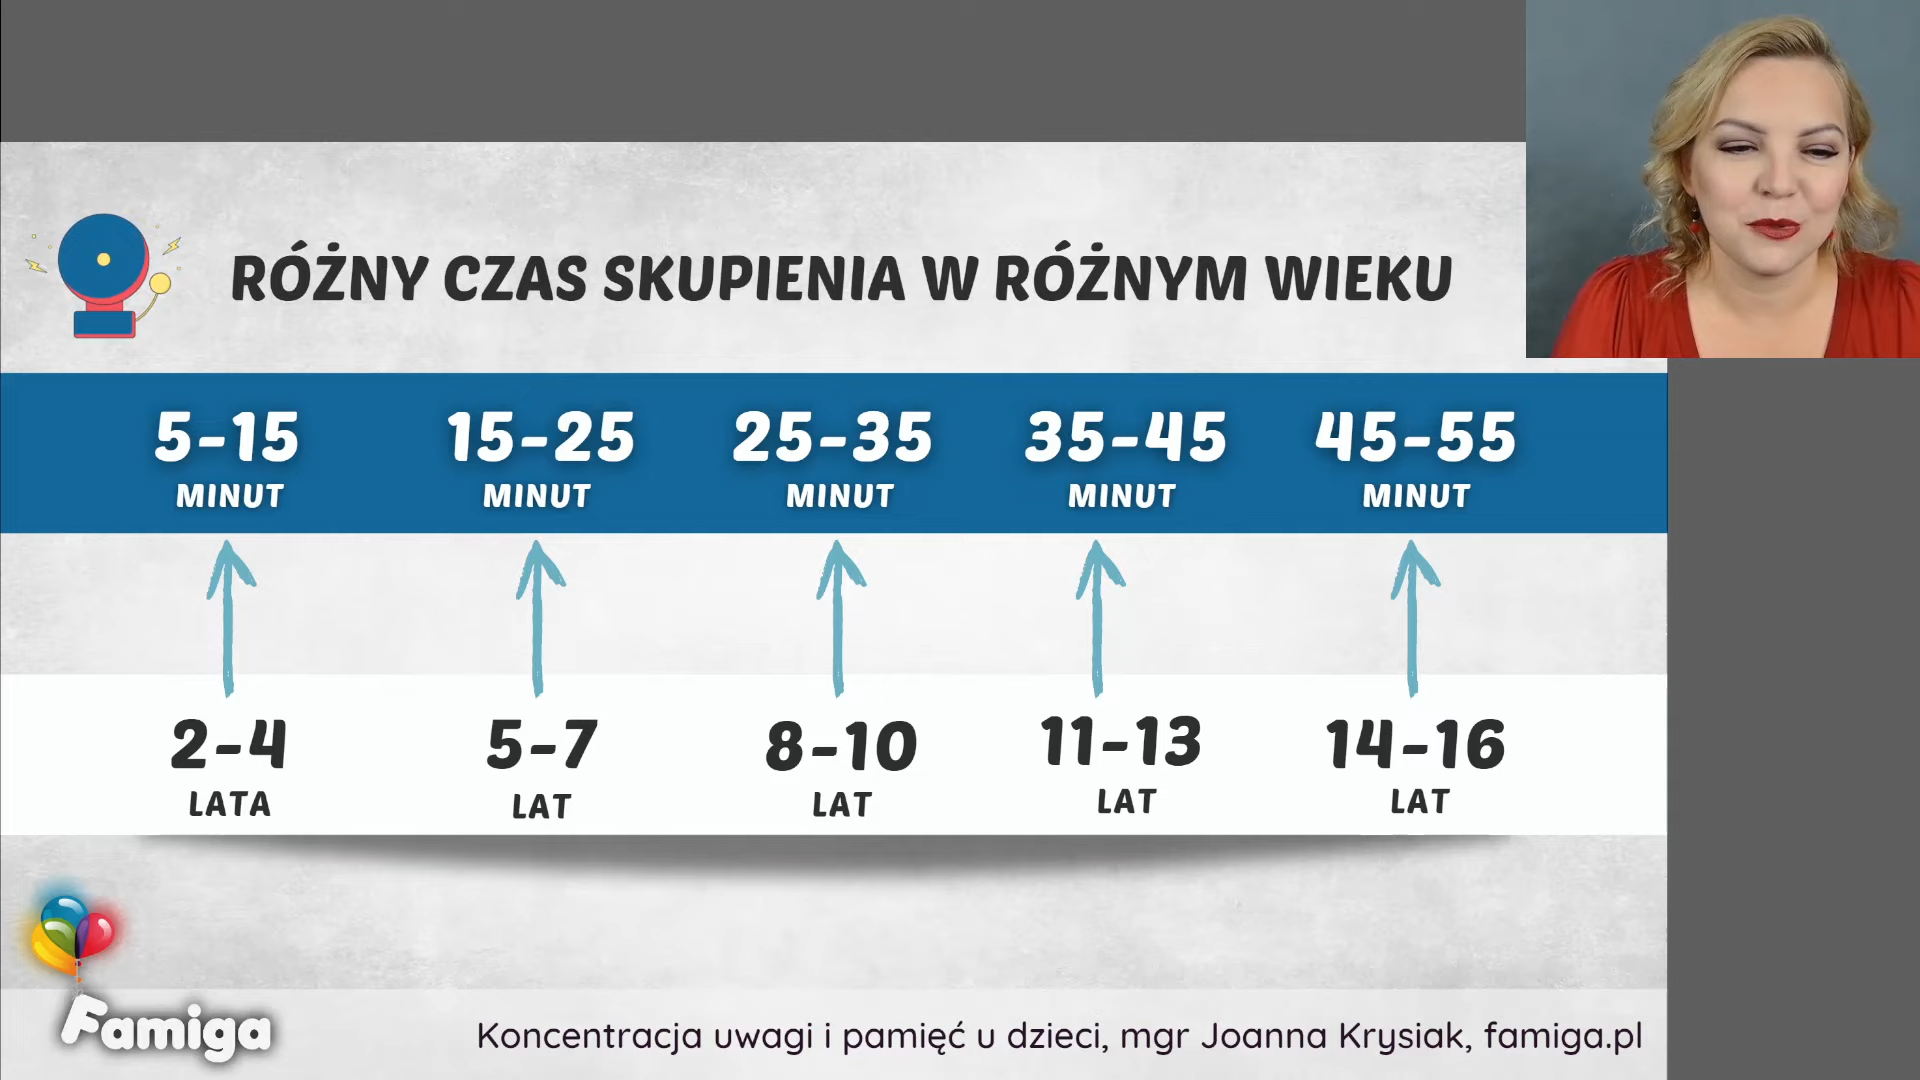 RÓŻNY CZAS SKUPIENIA W RÓŻNYM WIEKU
5-15 15-25 25-35 35-45 45-55
MINUT MINUT MINUT MINUT MINUT
2-4 5-7 8-10 11-13 14-16
LATA LAT LAT LAT LAT
Famiga
Koncentracja uwagi i pamięć u dzieci, mgr Joanna Krysiak, famiga.pl